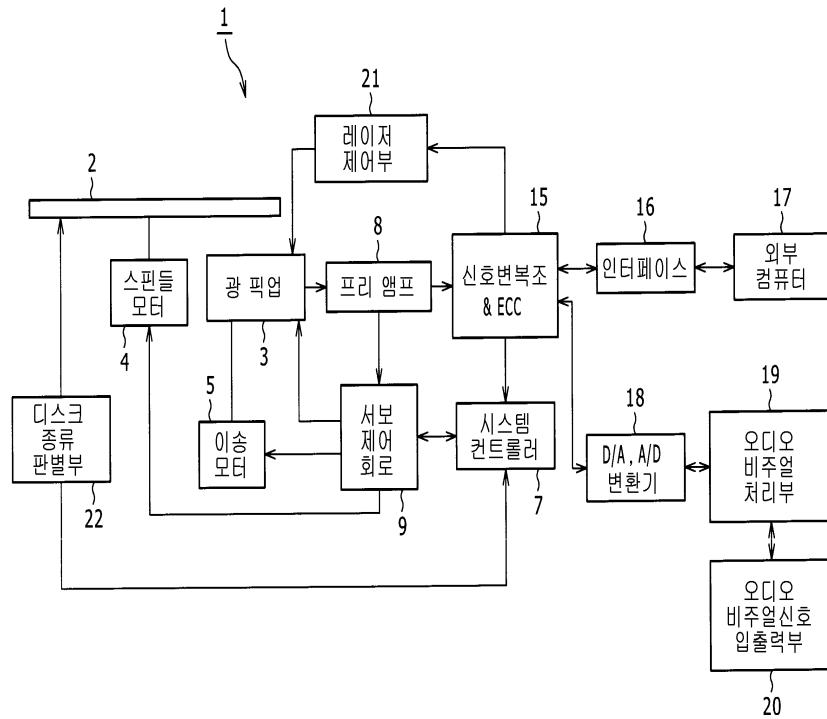 1
21
레이저
제어부
2
15
17
16
8
스핀들
모터
광 픽업
프리 앰프
신호변복조
& ECC
인터페이스
외부
컴퓨터
4
3
19
5
18
디스크
종류
판별부
이송
모터
서보
제어
회로
시스템
컨트롤러
D/A, A/D
변환기
오디오
비주얼
처리부
22
9
7
오디오
비주얼신호
입출력부
20